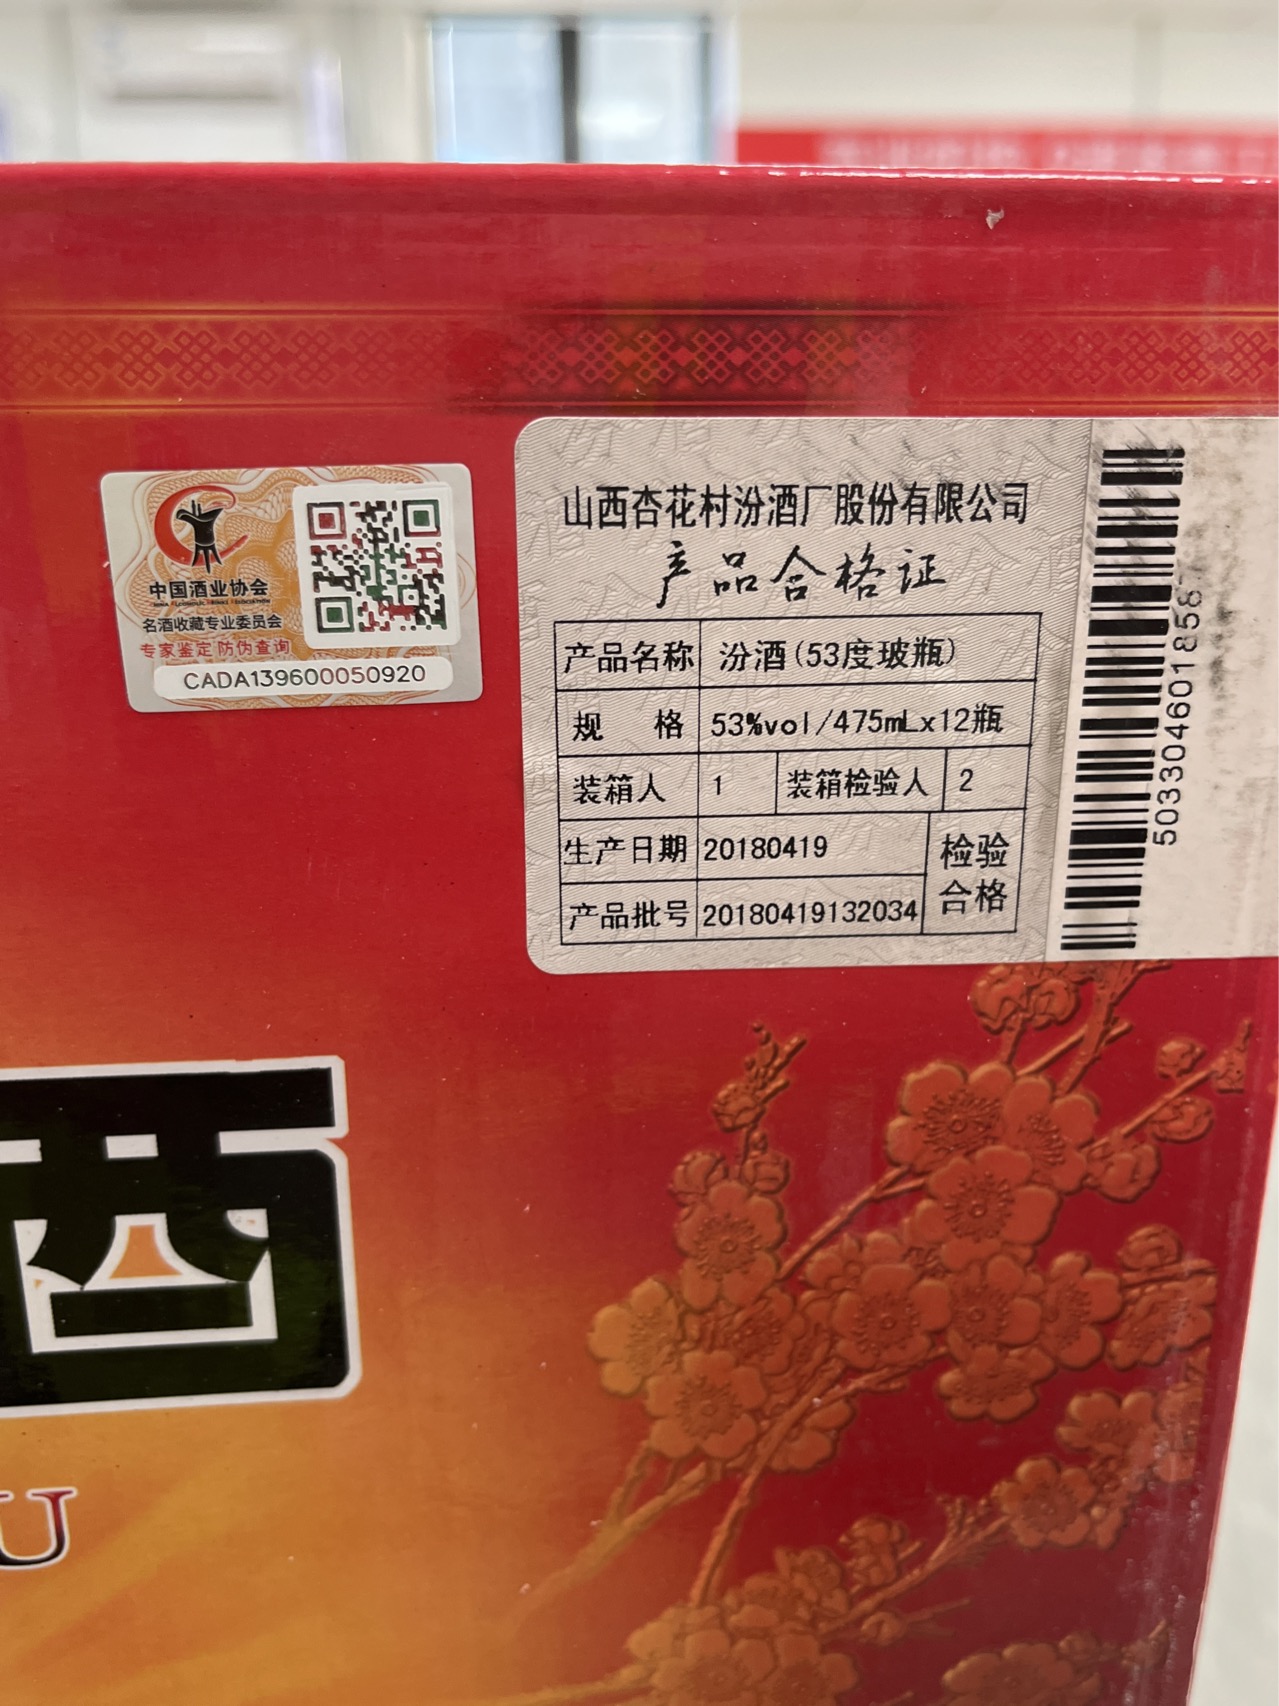 中国酒业协会
名酒收藏专业委员会
专家鉴定 防伪查询
CADA139600050920
山西杏花村汾酒厂股份有限公司
产品合格证
产品名称 汾酒(53度玻瓶)
规 格 53%vol/475mLx12瓶
装箱人 1 装箱检验人 2
生产日期 20180419 检验
产品批号 20180419132034 合格
U